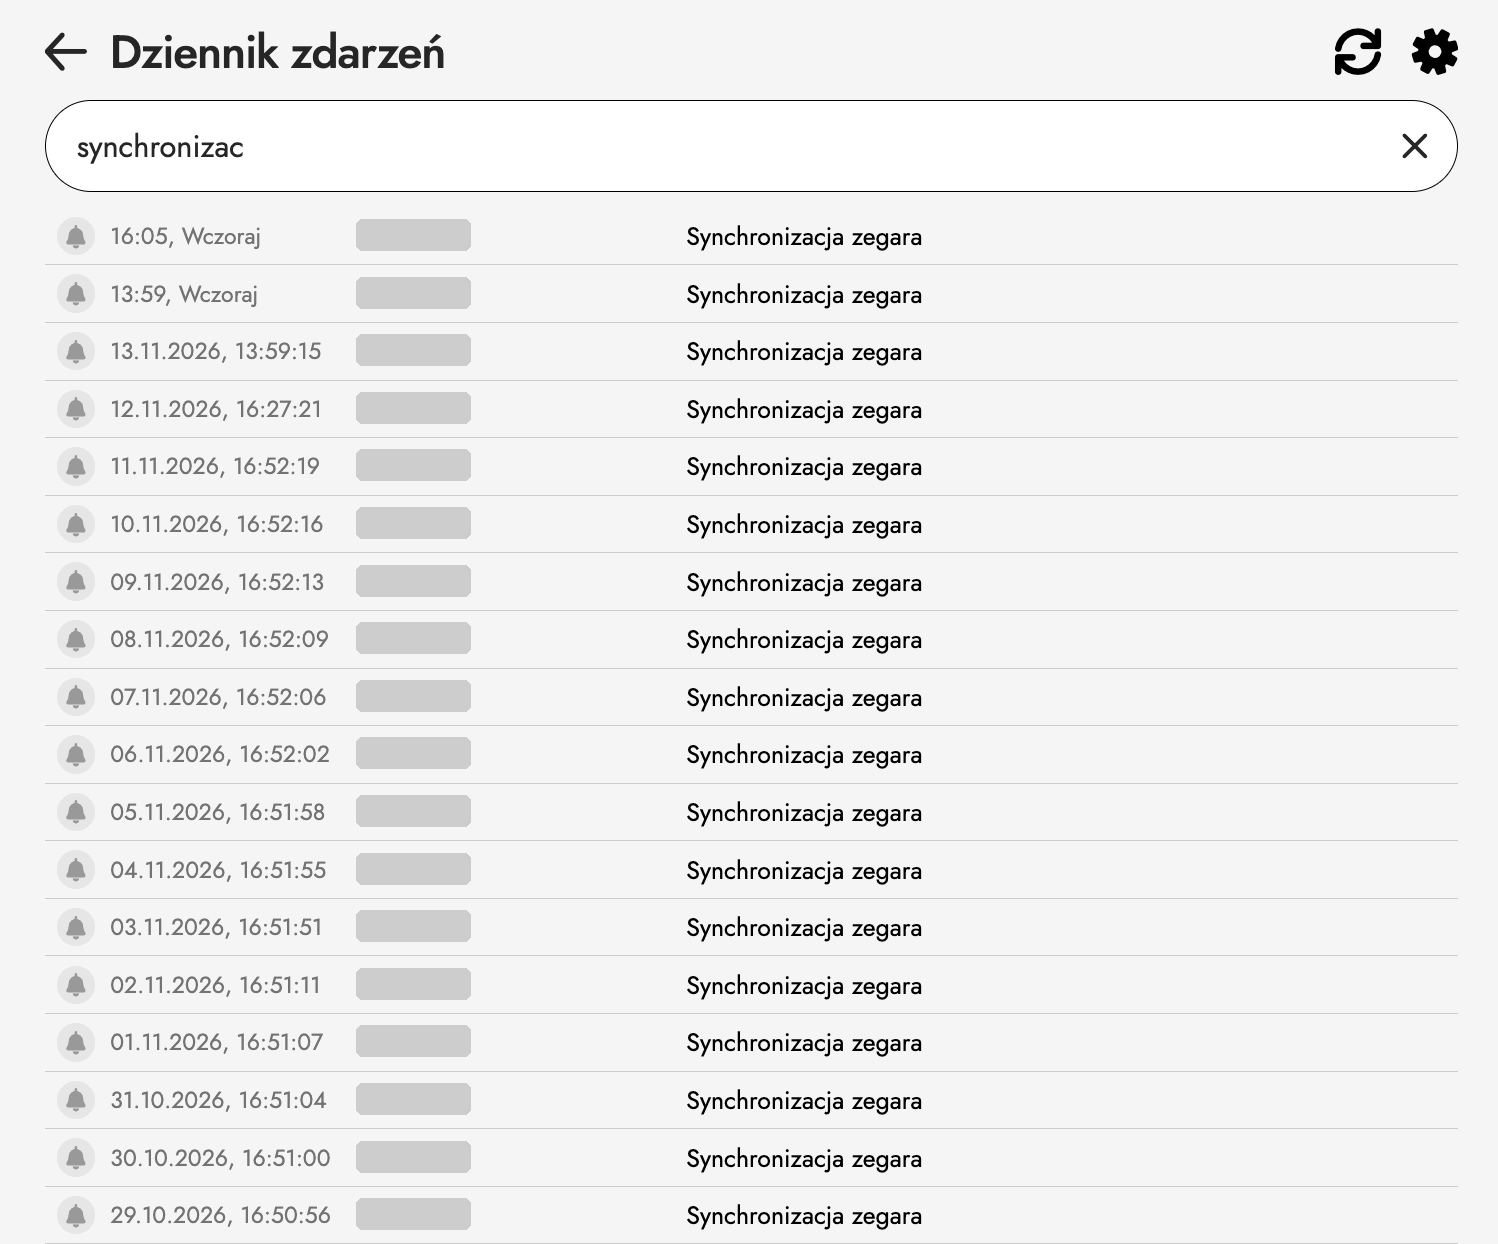 Dziennik zdarzeń
synchronizac
16:05, Wczoraj Synchronizacja zegara
13:59, Wczoraj Synchronizacja zegara
13.11.2026, 13:59:15 Synchronizacja zegara
12.11.2026, 16:27:21 Synchronizacja zegara
11.11.2026, 16:52:19 Synchronizacja zegara
10.11.2026, 16:52:16 Synchronizacja zegara
09.11.2026, 16:52:13 Synchronizacja zegara
08.11.2026, 16:52:09 Synchronizacja zegara
07.11.2026, 16:52:06 Synchronizacja zegara
06.11.2026, 16:52:02 Synchronizacja zegara
05.11.2026, 16:51:58 Synchronizacja zegara
04.11.2026, 16:51:55 Synchronizacja zegara
03.11.2026, 16:51:51 Synchronizacja zegara
02.11.2026, 16:51:11 Synchronizacja zegara
01.11.2026, 16:51:07 Synchronizacja zegara
31.10.2026, 16:51:04 Synchronizacja zegara
30.10.2026, 16:51:00 Synchronizacja zegara
29.10.2026, 16:50:56 Synchronizacja zegara